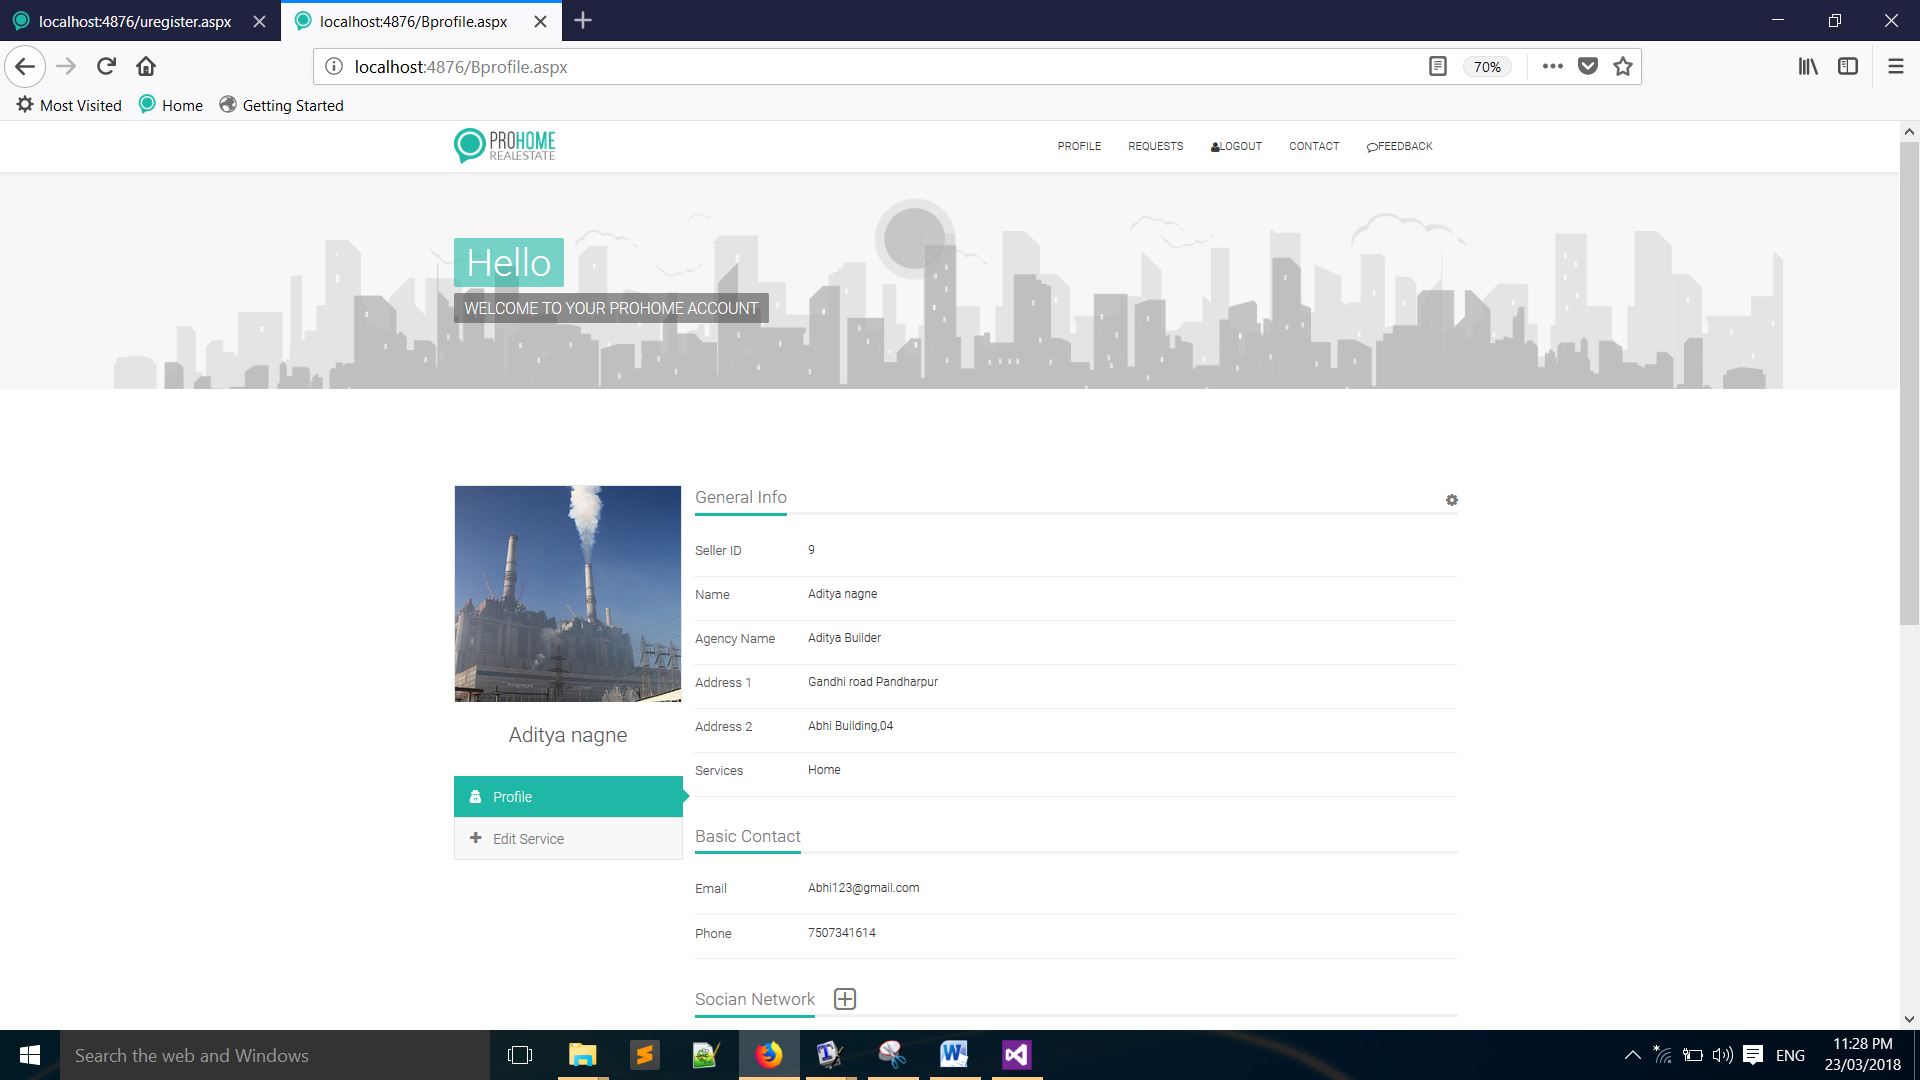 localhost:4876/uregister.aspx
localhost:4876/Bprofile.aspx
localhost:4876/Bprofile.aspx
70%
Most Visited
Home
Getting Started
PROHOME
REALESTATE
PROFILE
REQUESTS
LOGOUT
CONTACT
FEEDBACK
Hello
WELCOME TO YOUR PROHOME ACCOUNT
General Info
Seller ID 9
Name Aditya nagne
Agency Name Aditya Builder
Address 1 Gandhi road Pandharpur
Address 2 Abhi Building,04
Services Home
Aditya nagne
Profile
Edit Service
Basic Contact
Email Abhi123@gmail.com
Phone 7507341614
Socian Network
Search the web and Windows
ENG
11:28 PM
23/03/2018